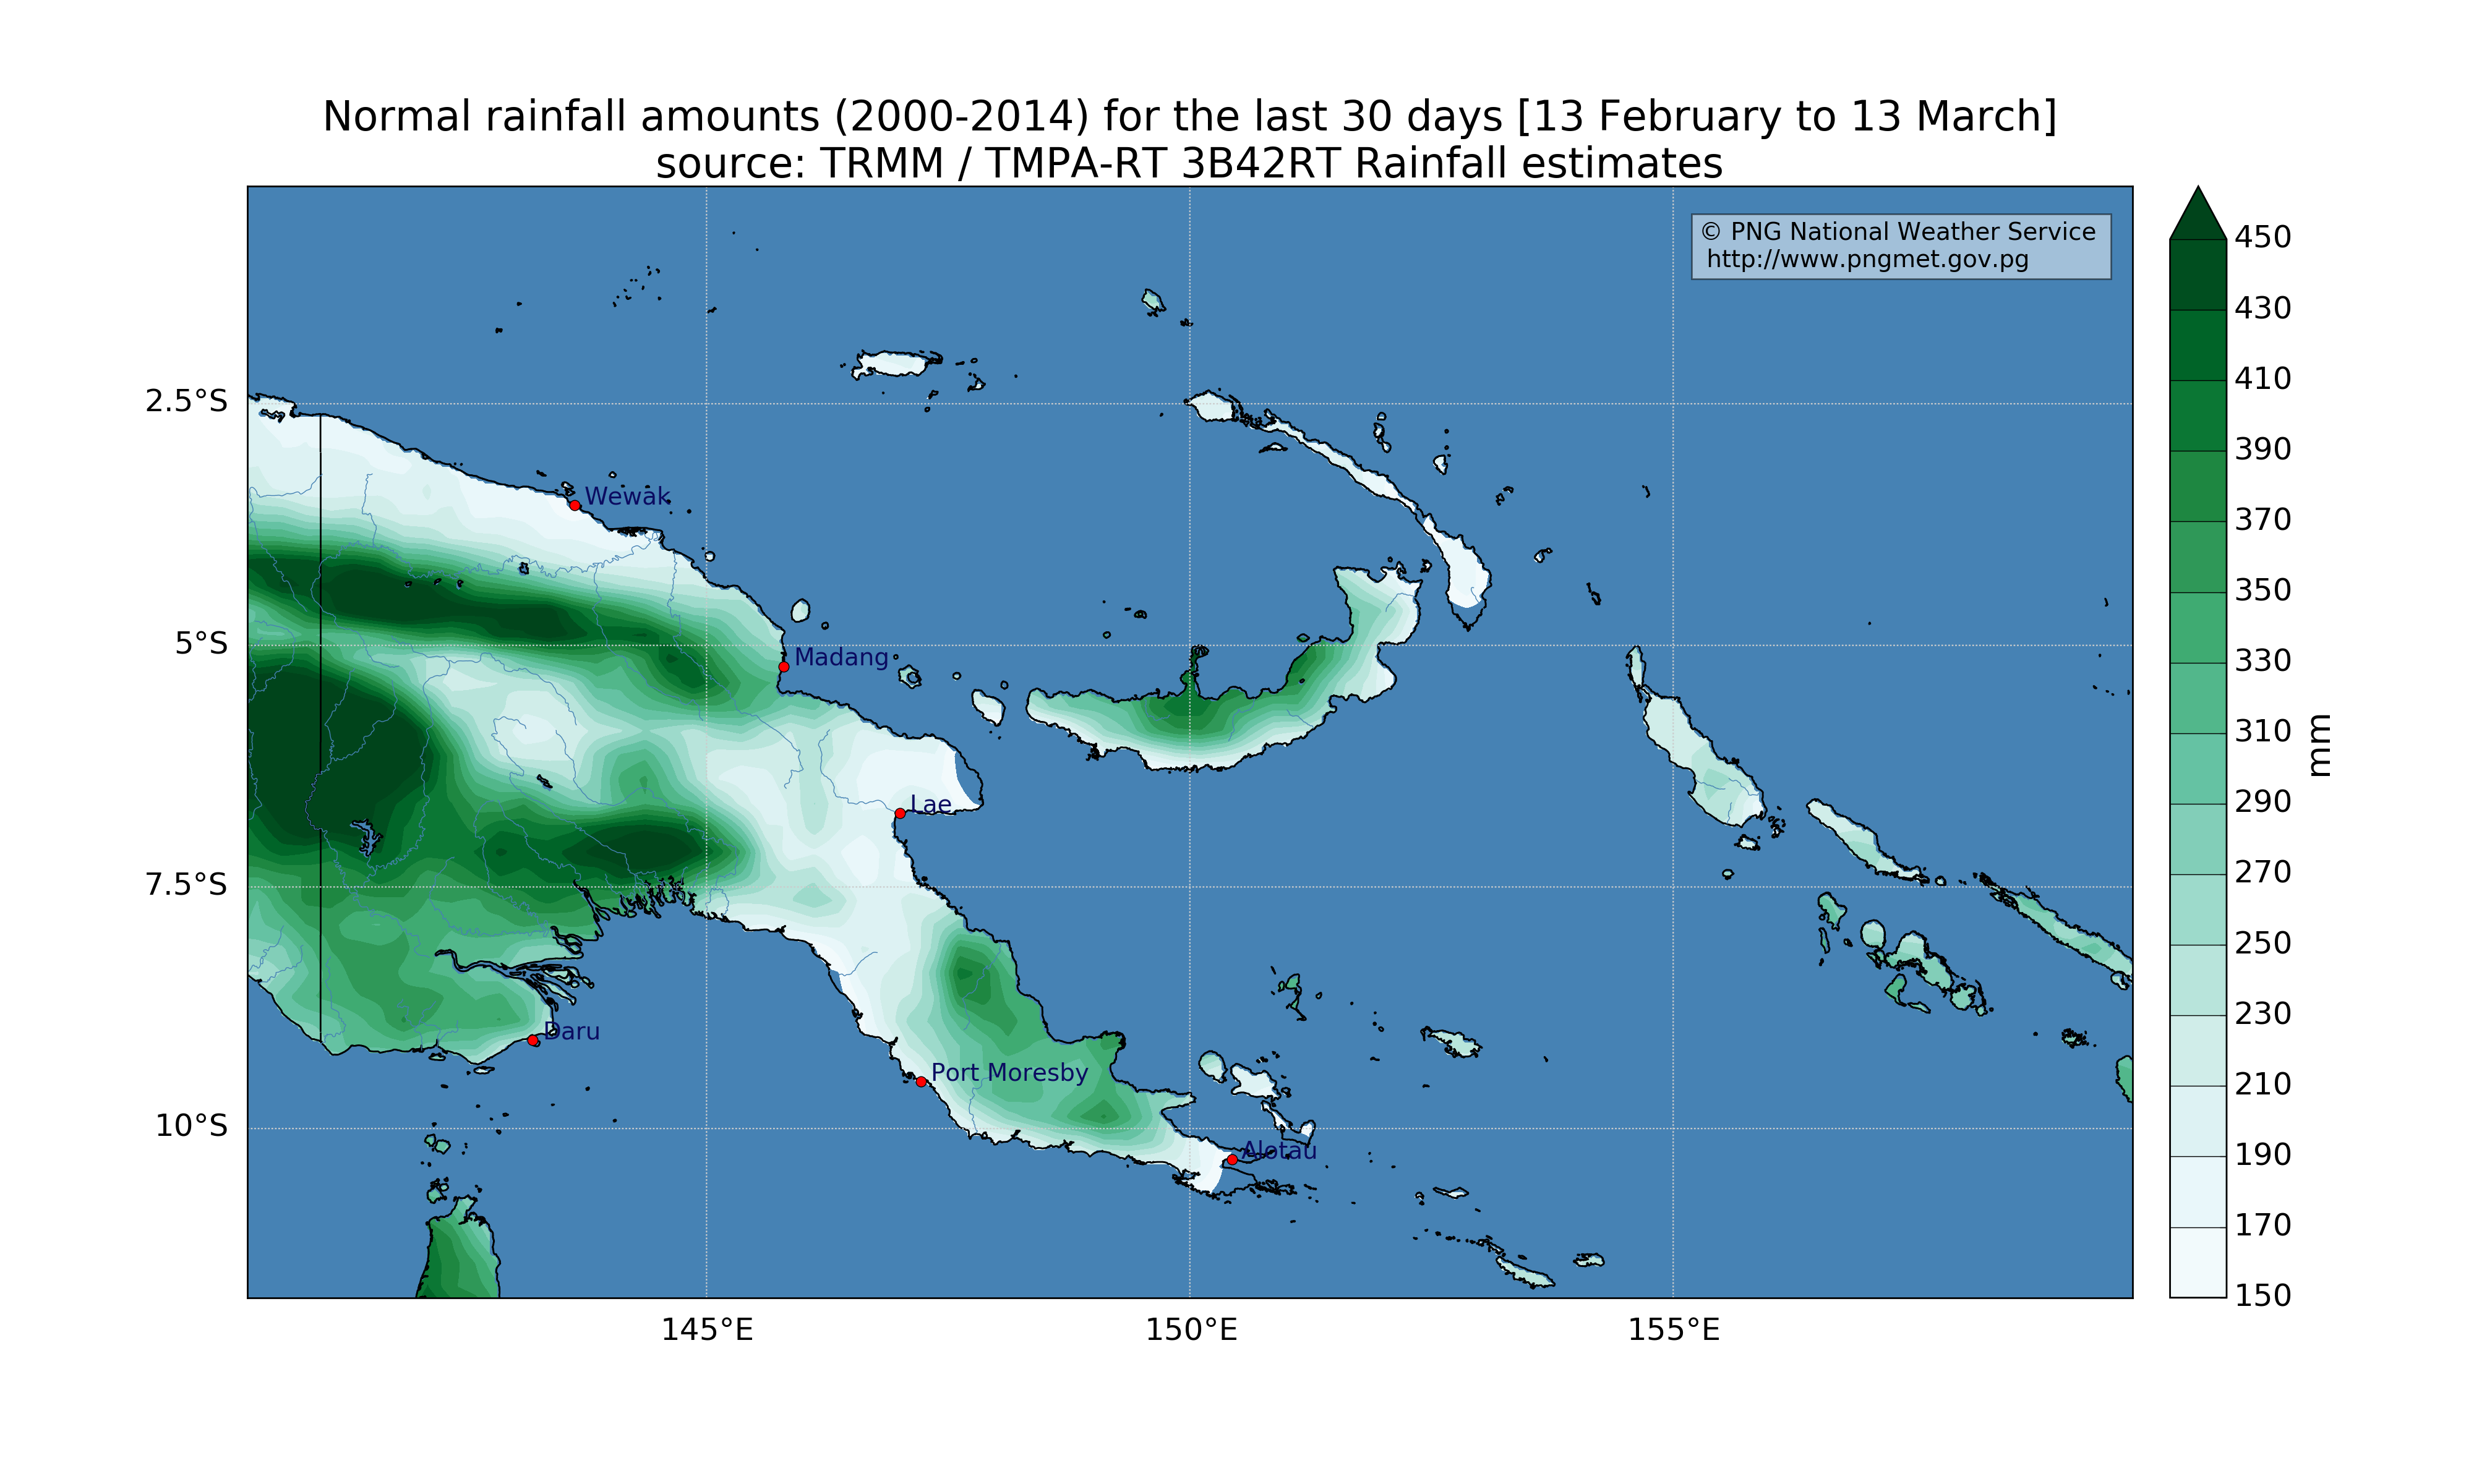 Normal rainfall amounts (2000-2014) for the last 30 days [13 February to 13 March]
source: TRMM / TMPA-RT 3B42RT Rainfall estimates
© PNG National Weather Service
http://www.pngmet.gov.pg
2.5°S
5°S
7.5°S
10°S
145°E
150°E
155°E
Wewak
Madang
Lae
Daru
Port Moresby
Alotau
450
430
410
390
370
350
330
310
290
270
250
230
210
190
170
150
mm